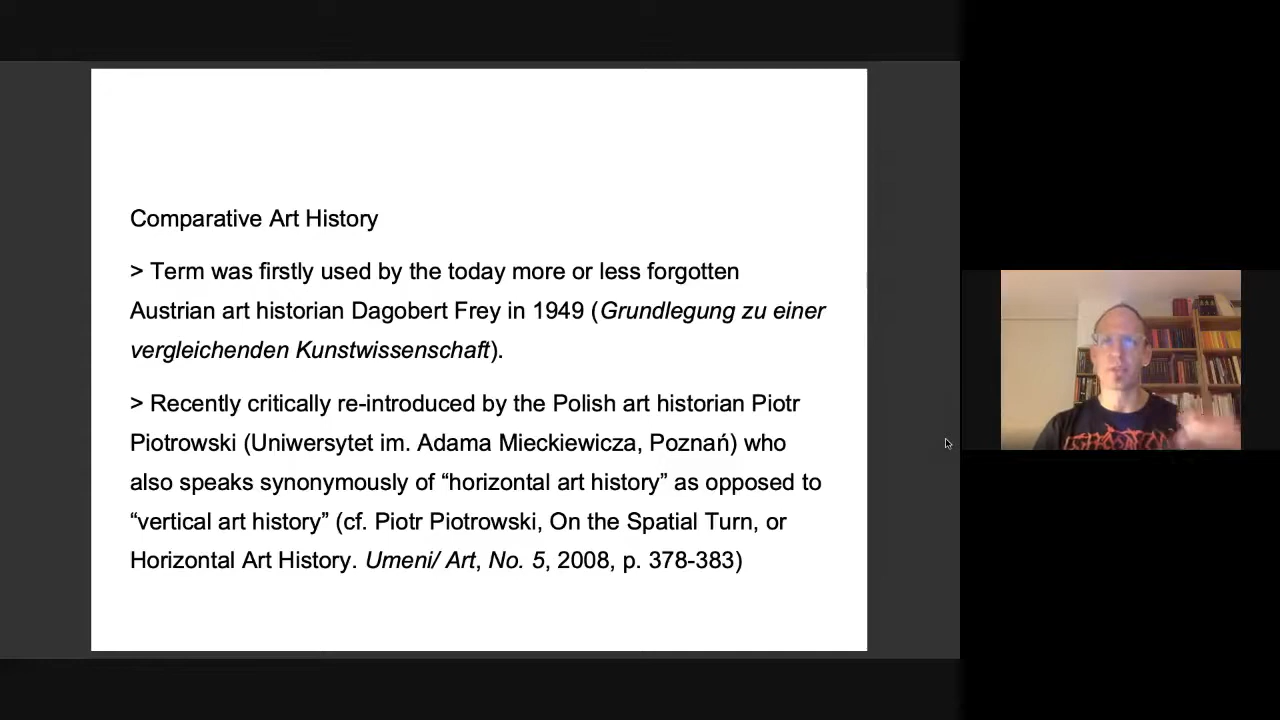 Comparative Art History
> Term was firstly used by the today more or less forgotten
Austrian art historian Dagobert Frey in 1949 (Grundlegung zu einer
vergleichenden Kunstwissenschaft).
> Recently critically re-introduced by the Polish art historian Piotr
Piotrowski (Uniwersytet im. Adama Mieckiewicza, Poznań) who
also speaks synonymously of “horizontal art history” as opposed to
“vertical art history” (cf. Piotr Piotrowski, On the Spatial Turn, or
Horizontal Art History. Umeni/ Art, No. 5, 2008, p. 378-383)